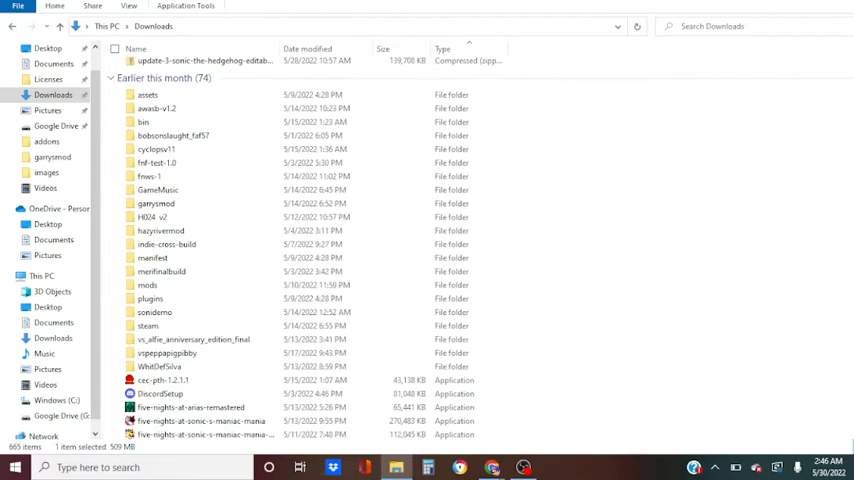 File Home Share View Application Tools
This PC > Downloads Search Downloads
Name Date modified Size Type
update-3-sonic-the-hedgehog-editab... 5/28/2022 10:57 AM 139,708 KB Compressed (zipp...
Earlier this month (74)
assets 5/9/2022 4:28 PM File folder
awasb-v1.2 5/14/2022 10:23 PM File folder
bin 5/15/2022 1:23 AM File folder
bobsonslaught_faf57 5/1/2022 6:05 PM File folder
cyclopsv11 5/15/2022 1:36 AM File folder
fnf-test-1.0 5/3/2022 5:30 PM File folder
fnws-1 5/14/2022 11:02 PM File folder
GameMusic 5/14/2022 6:45 PM File folder
garrysmod 5/14/2022 6:52 PM File folder
H024 v2 5/12/2022 10:57 PM File folder
hazyrivermod 5/4/2022 3:11 PM File folder
indie-cross-build 5/7/2022 9:27 PM File folder
manifest 5/9/2022 4:28 PM File folder
merifinalbuild 5/3/2022 3:42 PM File folder
mods 5/10/2022 11:59 PM File folder
plugins 5/9/2022 4:28 PM File folder
sonidemo 5/14/2022 12:52 AM File folder
steam 5/14/2022 6:55 PM File folder
vs_alfie_anniversary_edition_final 5/13/2022 3:41 PM File folder
vspeppapigpibby 5/17/2022 9:43 PM File folder
WhitDefSilva 5/13/2022 8:59 PM File folder
cec-pth-1.2.1.1 5/15/2022 1:07 AM 43,138 KB Application
DiscordSetup 5/3/2022 4:46 PM 81,048 KB Application
five-nights-at-arias-remastered 5/13/2022 5:26 PM 65,441 KB Application
five-nights-at-sonic-s-maniac-mania 5/13/2022 9:55 PM 270,483 KB Application
five-nights-at-sonic-s-maniac-mania-... 5/11/2022 7:48 PM 112,045 KB Application
Desktop
Documents
Licenses
Downloads
Pictures
Google Drive
addons
garrysmod
images
Videos
OneDrive - Person
Desktop
Documents
Pictures
This PC
3D Objects
Desktop
Documents
Downloads
Music
Pictures
Videos
Windows (C:)
Google Drive (G:
Network
665 items 1 item selected 509 MB
Type here to search
2:46 AM
5/30/2022